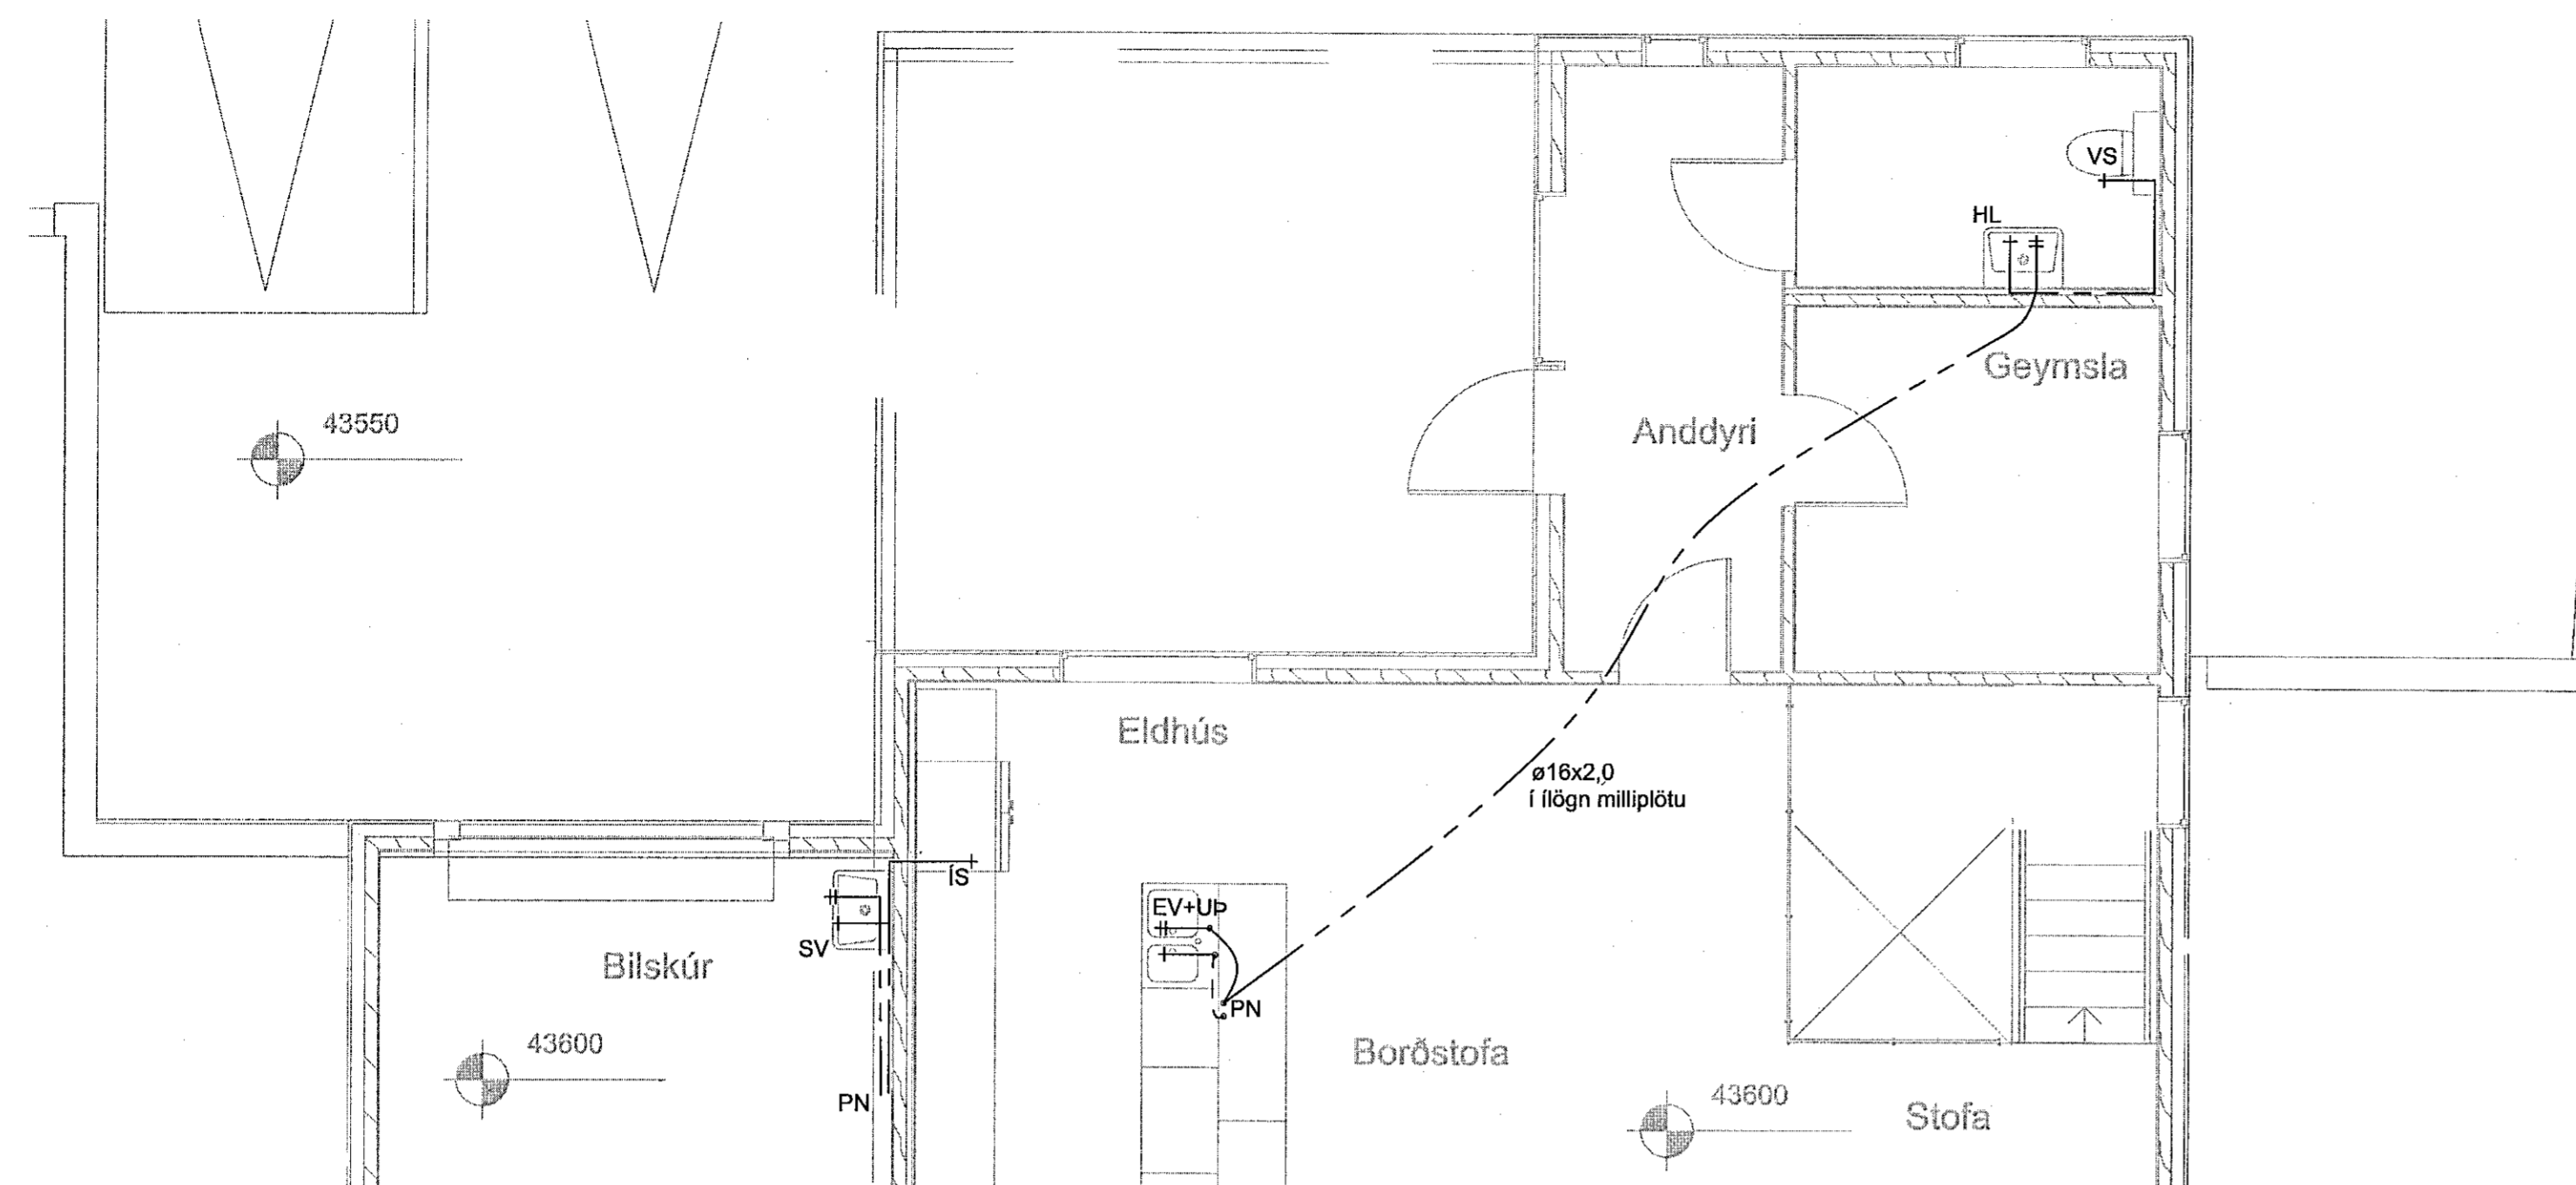 VS
HL
Geymsla
43550
Anddyri
Eldhús
ø16x2,0
í ílögn milliplötu
ÍS
EV+UÞ
SV
Bilskúr
PN
43600
Borðstofa
43600
PN
Stofa